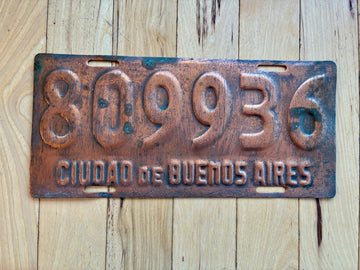 809936
CIUDAD DE BUENOS AIRES